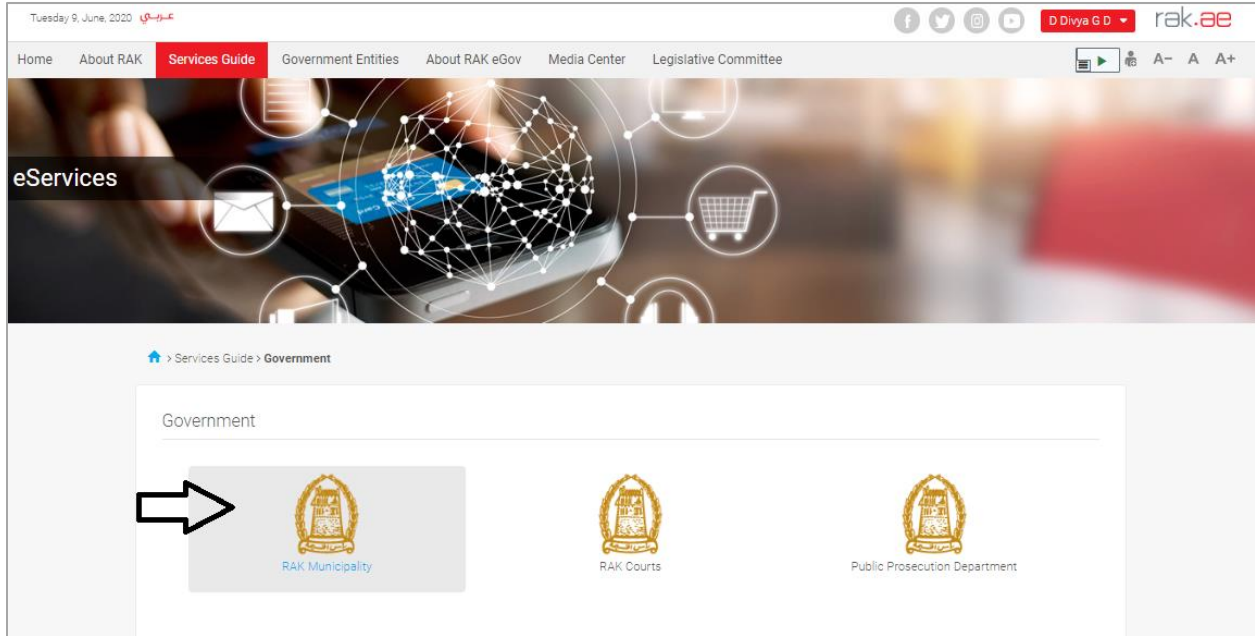 Tuesday 9, June, 2020 عربي
D Divya G D
rak.ae
Home About RAK Services Guide Government Entities About RAK eGov Media Center Legislative Committee A- A A+
eServices
Card
> Services Guide > Government
Government
RAK Municipality RAK Courts Public Prosecution Department